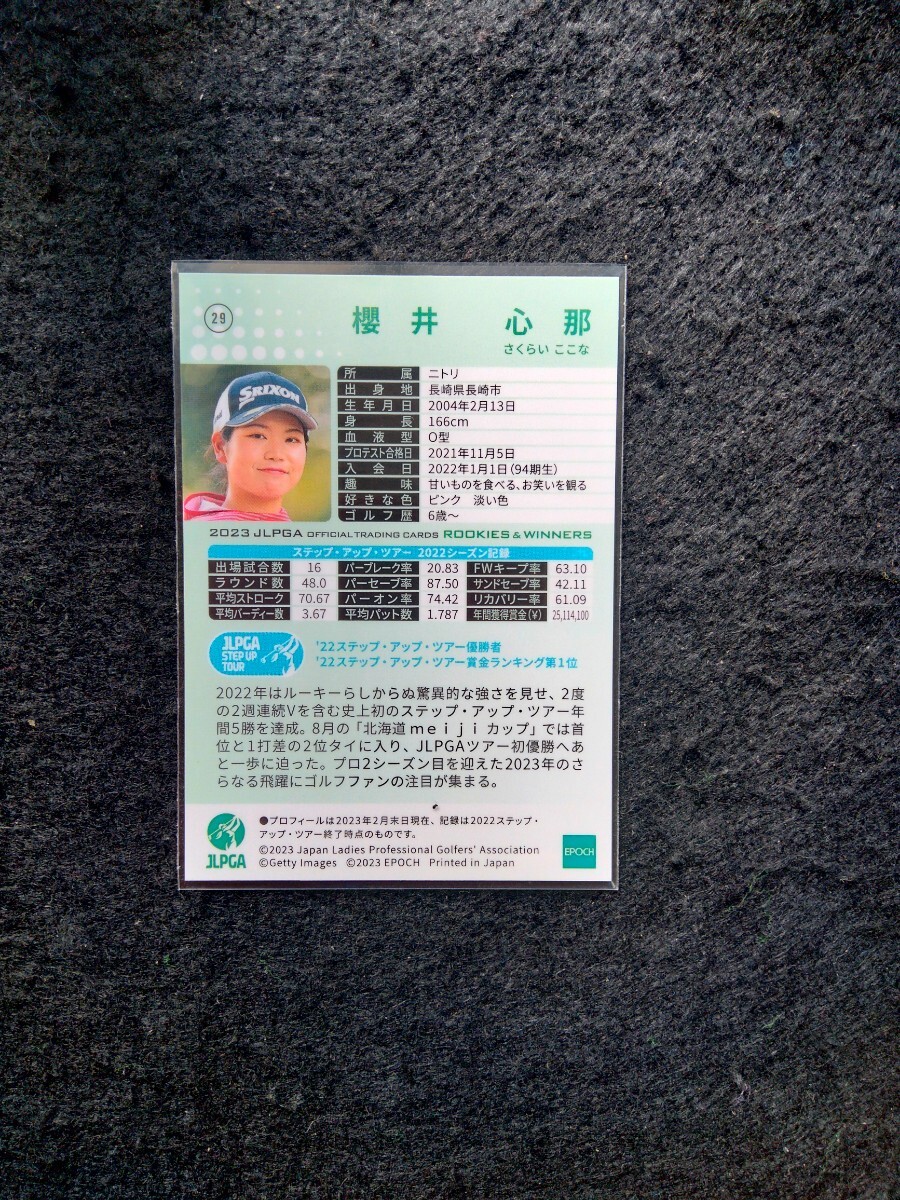 29
櫻井 心那
さくらい ここな
SRIXON
所属 ニトリ
出身地 長崎県長崎市
生年月日 2004年2月13日
身長 166cm
血液型 O型
プロテスト合格日 2021年11月5日
入会日 2022年1月1日(94期生)
趣味 甘いものを食べる、お笑いを観る
好きな色 ピンク 淡い色
ゴルフ歴 6歳〜
2023 JLPGA OFFICIAL TRADING CARDS ROOKIES & WINNERS
ステップ・アップ・ツアー 2022シーズン記録
出場試合数 16 パーブレーク率 20.83 FWキープ率 63.10
ラウンド数 48.0 パーセーブ率 87.50 サンドセーブ率 42.11
平均ストローク 70.67 パーオン率 74.42 リカバリー率 61.09
平均バーディー数 3.67 平均パット数 1.787 年間獲得賞金(¥) 25,114,100
JLPGA
STEP UP
TOUR
'22ステップ・アップ・ツアー優勝者
'22ステップ・アップ・ツアー賞金ランキング第1位
2022年はルーキーらしからぬ驚異的な強さを見せ、2度
の2週連続Vを含む史上初のステップ・アップ・ツアー年
間5勝を達成。8月の「北海道meijiカップ」では首
位と1打差の2位タイに入り、JLPGAツアー初優勝へあ
と一歩に迫った。プロ2シーズン目を迎えた2023年のさ
らなる飛躍にゴルフファンの注目が集まる。
●プロフィールは2023年2月末日現在、記録は2022ステップ・
アップ・ツアー終了時点のものです。
©2023 Japan Ladies Professional Golfers' Association
©Getty Images ©2023 EPOCH Printed in Japan
JLPGA
EPOCH